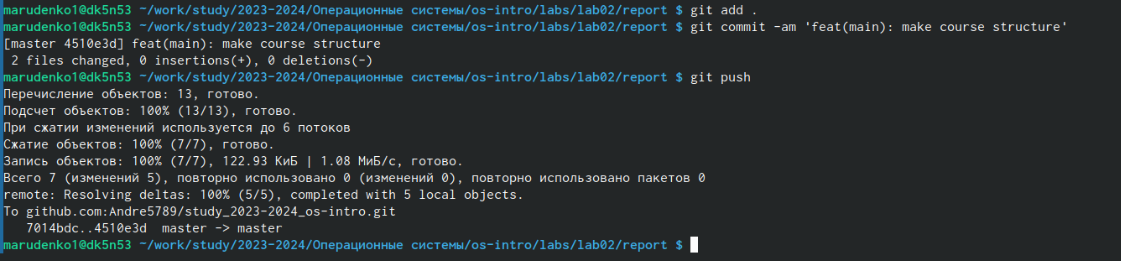 marudenko1@dk5n53 ~/work/study/2023-2024/Операционные системы/os-intro/labs/lab02/report $ git add .
marudenko1@dk5n53 ~/work/study/2023-2024/Операционные системы/os-intro/labs/lab02/report $ git commit -am 'feat(main): make course structure'
[master 4510e3d] feat(main): make course structure
 2 files changed, 0 insertions(+), 0 deletions(-)
marudenko1@dk5n53 ~/work/study/2023-2024/Операционные системы/os-intro/labs/lab02/report $ git push
Перечисление объектов: 13, готово.
Подсчет объектов: 100% (13/13), готово.
При сжатии изменений используется до 6 потоков
Сжатие объектов: 100% (7/7), готово.
Запись объектов: 100% (7/7), 122.93 КиБ | 1.08 МиБ/с, готово.
Всего 7 (изменений 5), повторно использовано 0 (изменений 0), повторно использовано пакетов 0
remote: Resolving deltas: 100% (5/5), completed with 5 local objects.
To github.com:Andre5789/study_2023-2024_os-intro.git
   7014bdc..4510e3d  master -> master
marudenko1@dk5n53 ~/work/study/2023-2024/Операционные системы/os-intro/labs/lab02/report $